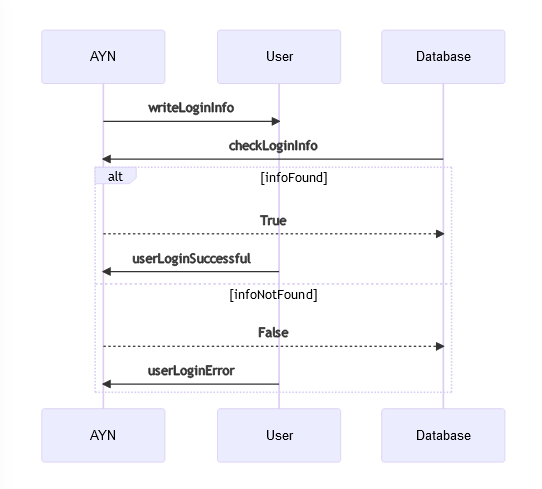 AYN
User
Database
writeLoginInfo
checkLoginInfo
alt
[infoFound]
True
userLoginSuccessful
[infoNotFound]
False
userLoginError
AYN
User
Database